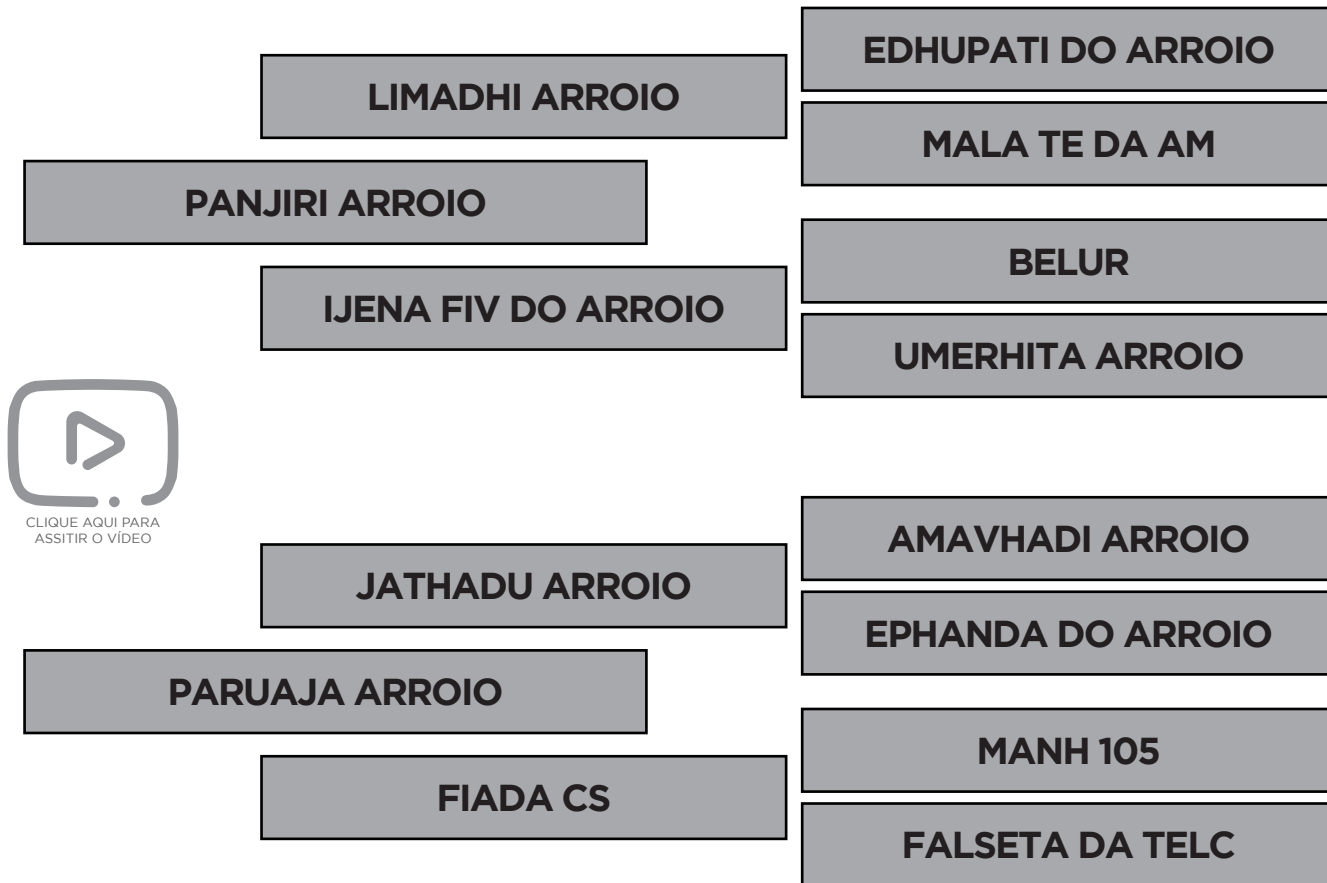 EDHUPATI DO ARROIO
LIMADHI ARROIO
MALA TE DA AM
PANJIRI ARROIO
BELUR
IJENA FIV DO ARROIO
UMERHITA ARROIO
CLIQUE AQUI PARA
ASSITIR O VÍDEO
AMAVHADI ARROIO
JATHADU ARROIO
EPHANDA DO ARROIO
PARUAJA ARROIO
MANH 105
FIADA CS
FALSETA DA TELC